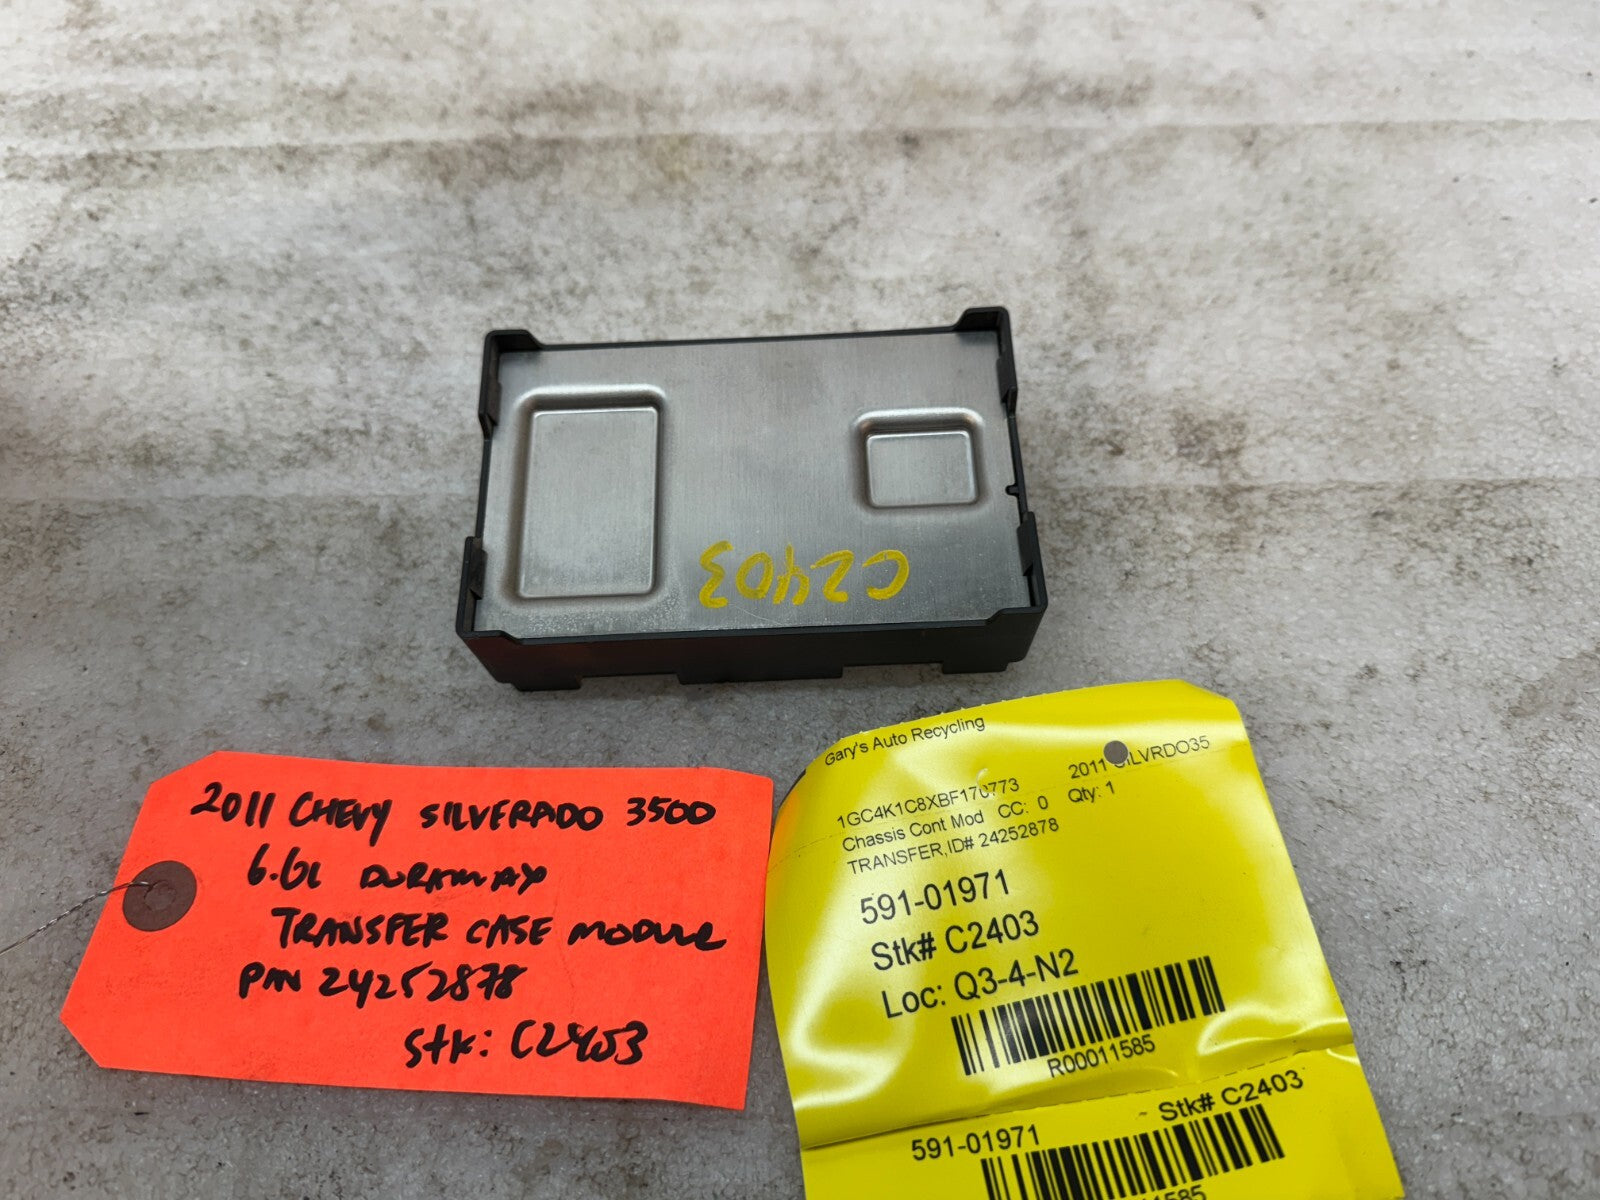 C2403
2011 CHEVY SILVERADO 3500
6.6L DURAMAX
TRANSFER CASE MODULE
P/N 24252878
Stk: C2403
Gary's Auto Recycling
1GC4K1C8XBF170773 2011 SILVRDO35
Chassis Cont Mod CC: 0 Qty: 1
TRANSFER,ID# 24252878
591-01971
Stk# C2403
Loc: Q3-4-N2
R00011585
591-01971 Stk# C2403